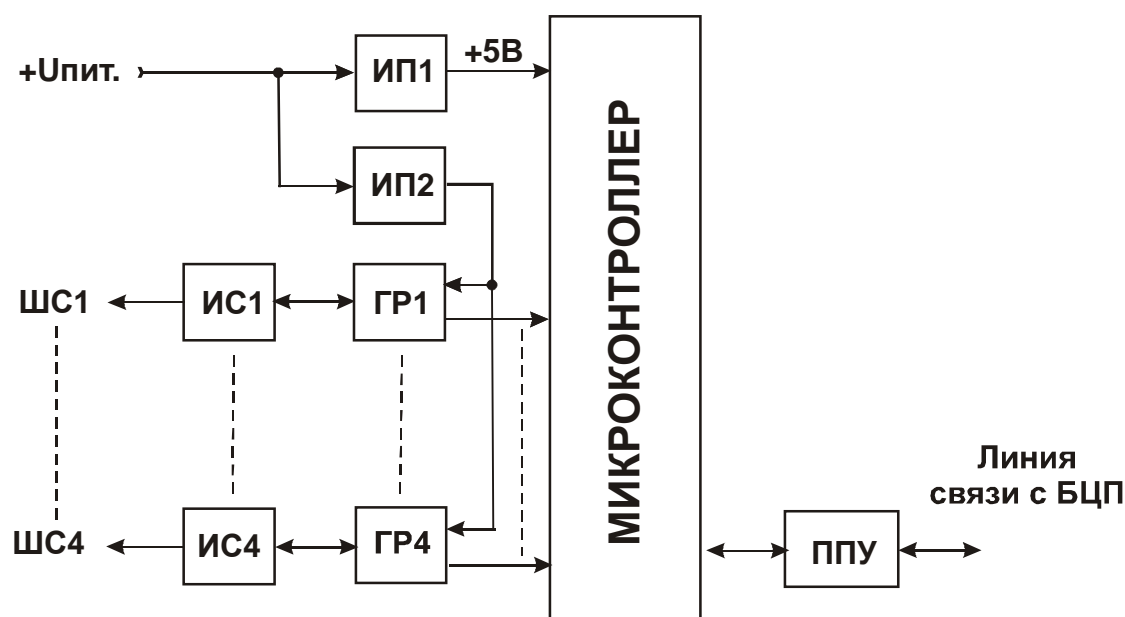 +Uпит.
ИП1
+5В
ИП2
ШС1
ИС1
ГР1
МИКРОКОНТРОЛЛЕР
Линия
связи с БЦП
ШС4
ИС4
ГР4
ППУ